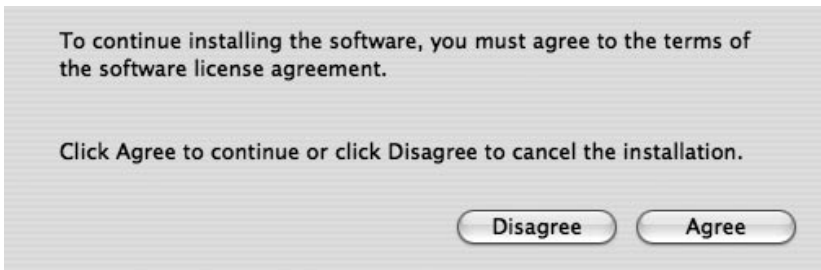 To continue installing the software, you must agree to the terms of
the software license agreement.
Click Agree to continue or click Disagree to cancel the installation.
Disagree Agree